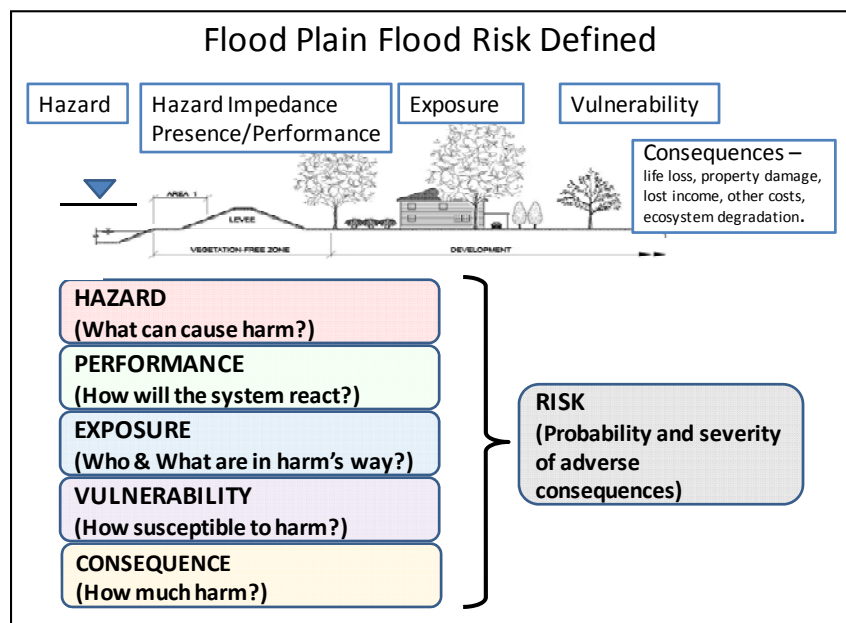 Flood Plain Flood Risk Defined
Hazard
Hazard Impedance
Presence/Performance
Exposure
Vulnerability
Consequences –
life loss, property damage,
lost income, other costs,
ecosystem degradation.
AREA 1
LEVEE
VEGETATION-FREE ZONE
DEVELOPMENT
HAZARD
(What can cause harm?)
PERFORMANCE
(How will the system react?)
EXPOSURE
(Who & What are in harm's way?)
VULNERABILITY
(How susceptible to harm?)
CONSEQUENCE
(How much harm?)
RISK
(Probability and severity
of adverse
consequences)